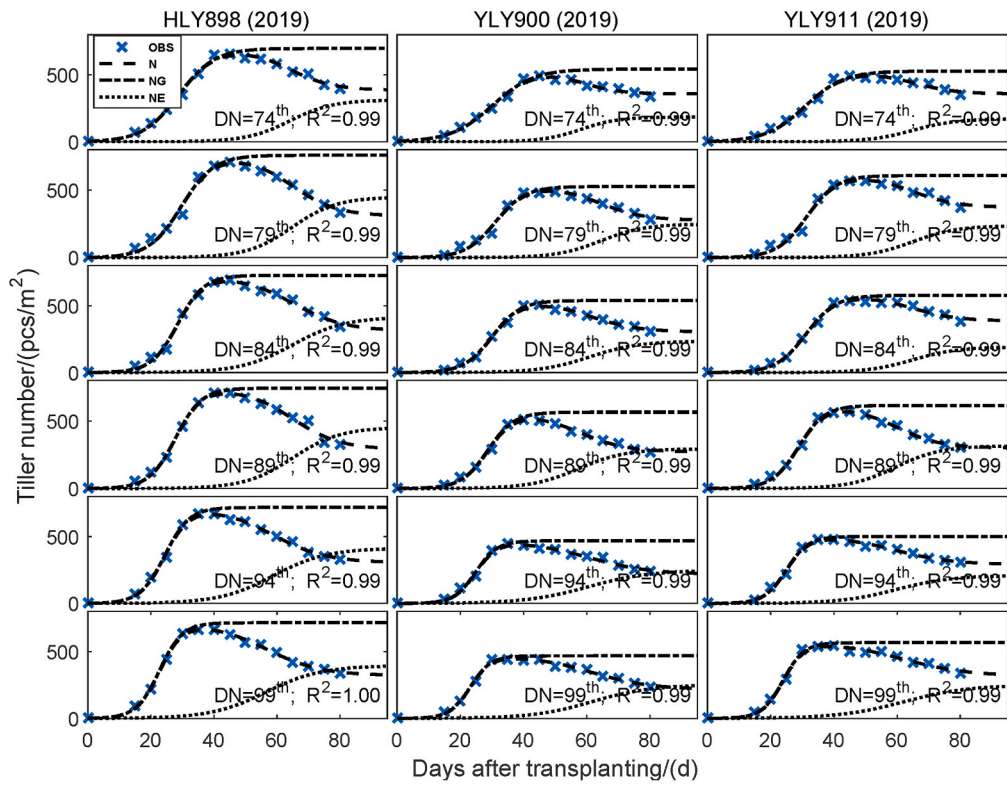 HLY898 (2019) YLY900 (2019) YLY911 (2019)
OBS
N
NG
NE
500
0
DN=74th; R2=0.99 DN=74th; R2=0.99 DN=74th; R2=0.99
500
0
DN=79th; R2=0.99 DN=79th; R2=0.99 DN=79th; R2=0.99
500
0
DN=84th; R2=0.99 DN=84th; R2=0.99 DN=84th; R2=0.99
500
0
DN=89th; R2=0.99 DN=89th; R2=0.99 DN=89th; R2=0.99
500
0
DN=94th; R2=0.99 DN=94th; R2=0.99 DN=94th; R2=0.99
500
0
DN=99th; R2=1.00 DN=99th; R2=0.99 DN=99th; R2=0.99
0 20 40 60 80 0 20 40 60 80 0 20 40 60 80
Tiller number/(pcs/m2)
Days after transplanting/(d)